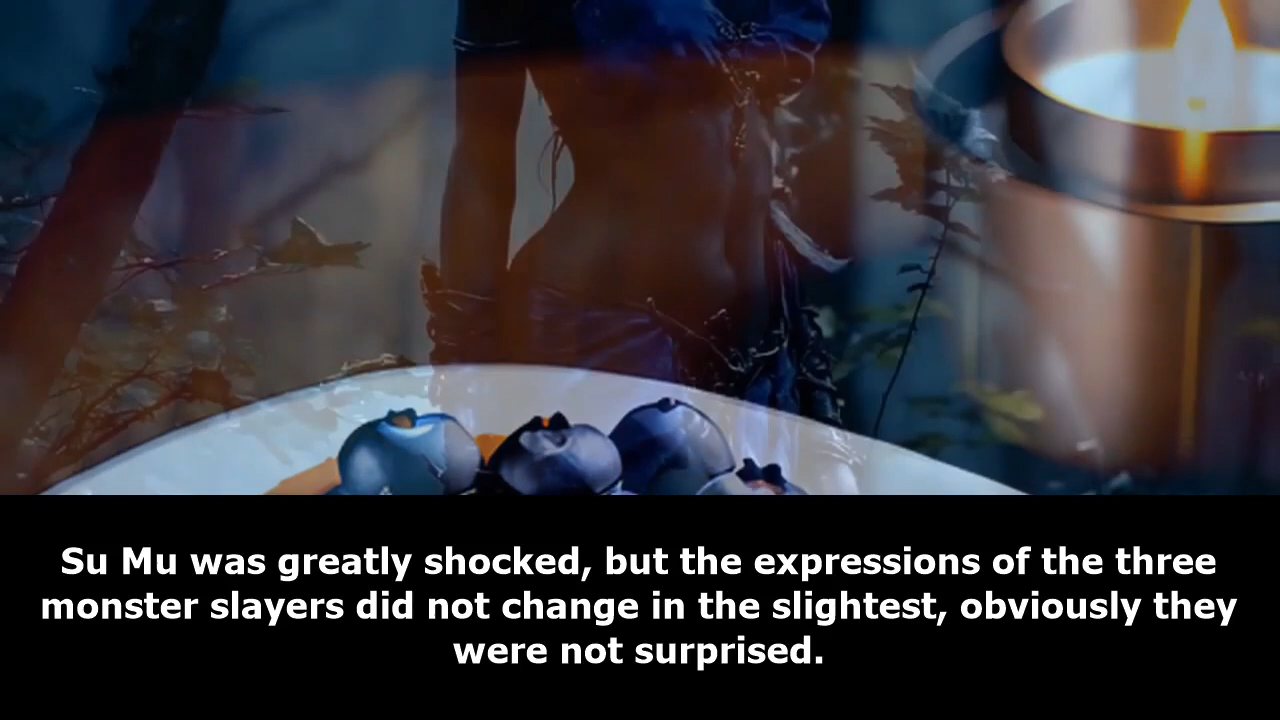 Su Mu was greatly shocked, but the expressions of the three
monster slayers did not change in the slightest, obviously they
were not surprised.